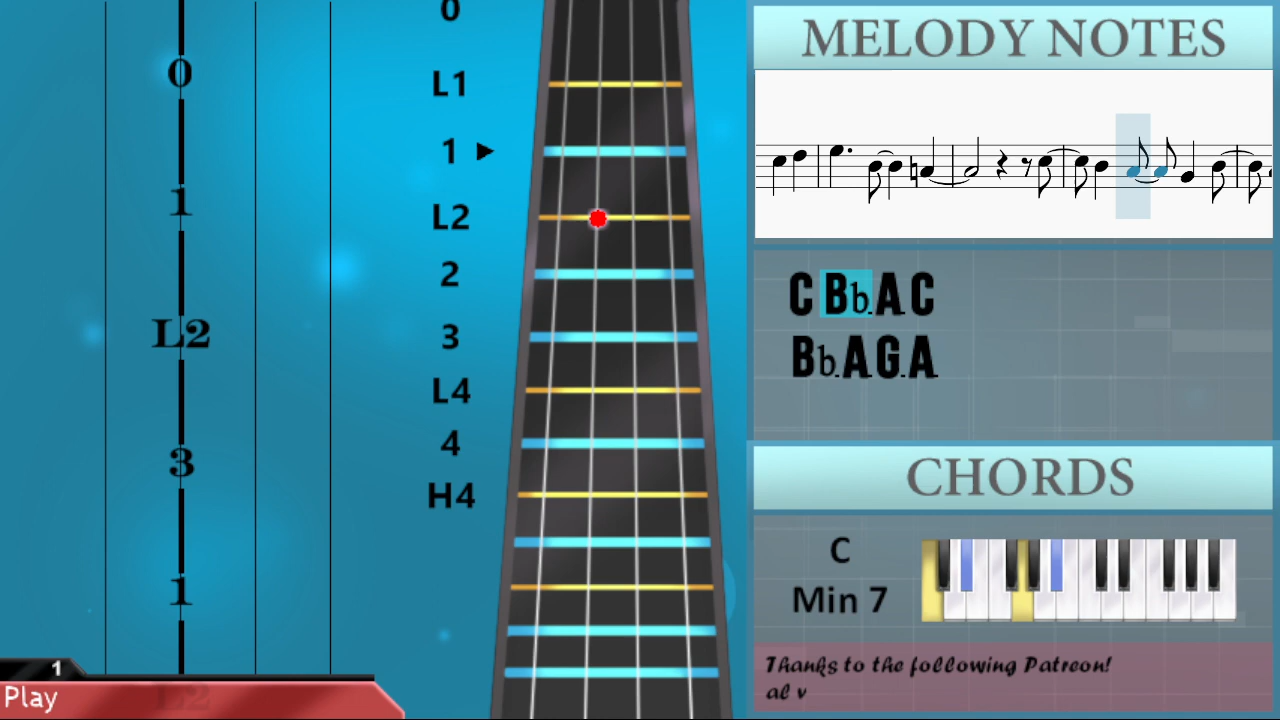 0
L1
1
L2
2
3
L4
4
H4
0
1
L2
3
1
L2
1
Play
MELODY NOTES
C Bb A C
Bb A G A
CHORDS
C
Min 7
Thanks to the following Patreon!
al v